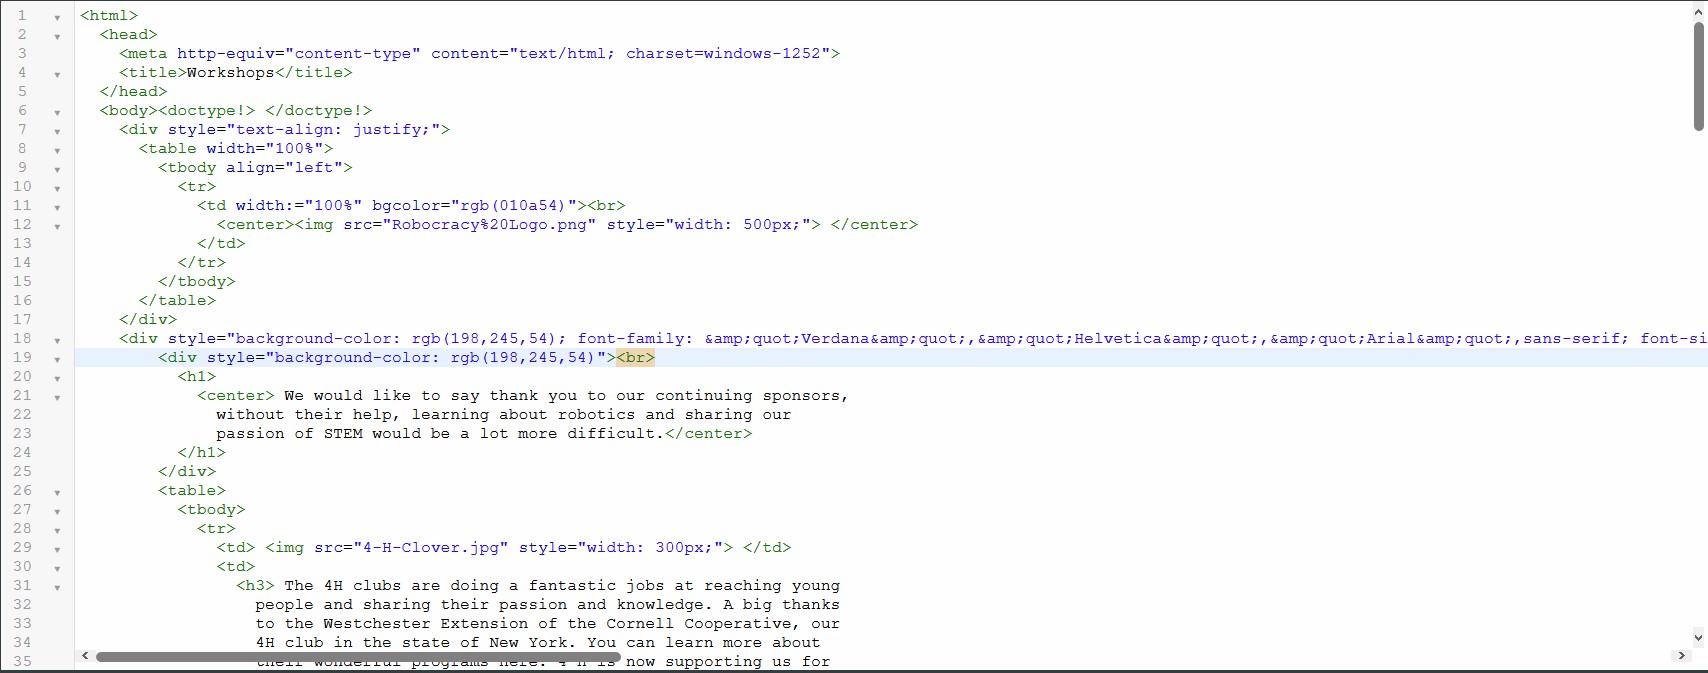 1 <html>
2 <head>
3 <meta http-equiv="content-type" content="text/html; charset=windows-1252">
4 <title>Workshops</title>
5 </head>
6 <body><doctype!> </doctype!>
7 <div style="text-align: justify;">
8 <table width="100%">
9 <tbody align="left">
10 <tr>
11 <td width:="100%" bgcolor="rgb(010a54)"><br>
12 <center><img src="Robocracy%20Logo.png" style="width: 500px;"> </center>
13 </td>
14 </tr>
15 </tbody>
16 </table>
17 </div>
18 <div style="background-color: rgb(198,245,54); font-family: &amp;quot;Verdana&amp;quot;,&amp;quot;Helvetica&amp;quot;,&amp;quot;Arial&amp;quot;,sans-serif; font-si
19 <div style="background-color: rgb(198,245,54)"><br>
20 <h1>
21 <center> We would like to say thank you to our continuing sponsors,
22 without their help, learning about robotics and sharing our
23 passion of STEM would be a lot more difficult.</center>
24 </h1>
25 </div>
26 <table>
27 <tbody>
28 <tr>
29 <td> <img src="4-H-Clover.jpg" style="width: 300px;"> </td>
30 <td>
31 <h3> The 4H clubs are doing a fantastic jobs at reaching young
32 people and sharing their passion and knowledge. A big thanks
33 to the Westchester Extension of the Cornell Cooperative, our
34 4H club in the state of New York. You can learn more about
35 their wonderful programs here. 4 H is now supporting us for